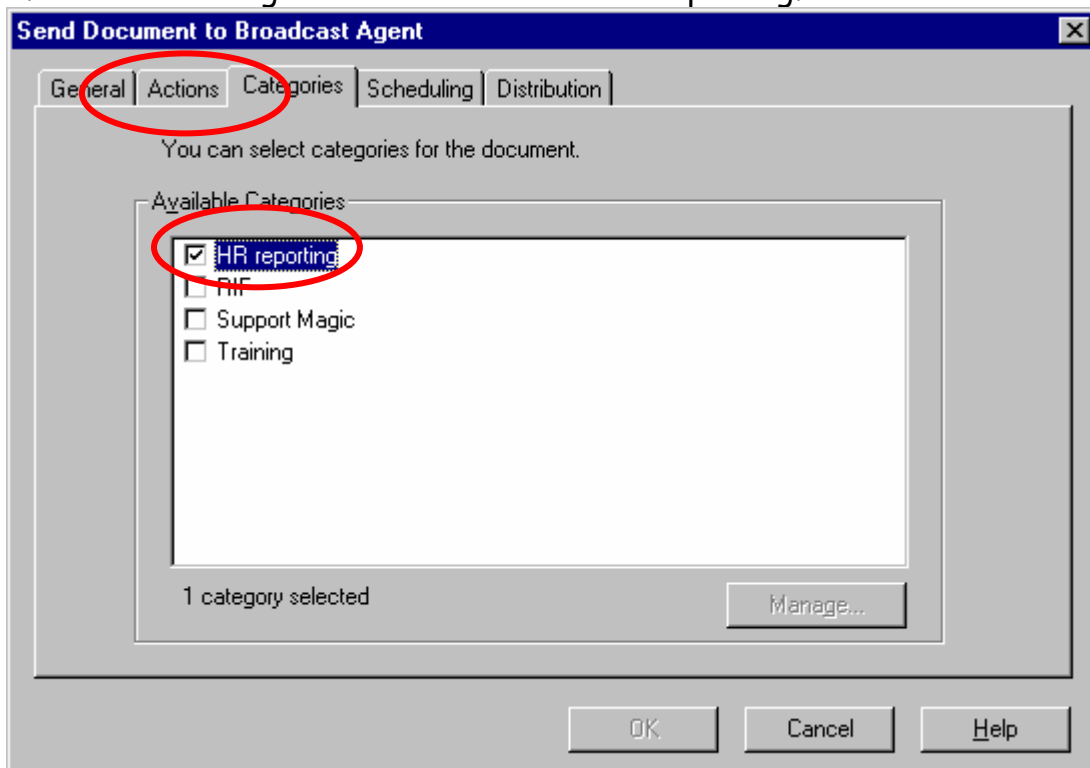 Send Document to Broadcast Agent
General Actions Categories Scheduling Distribution
You can select categories for the document.
Available Categories
HR reporting
RIF
Support Magic
Training
1 category selected
Manage...
OK Cancel Help